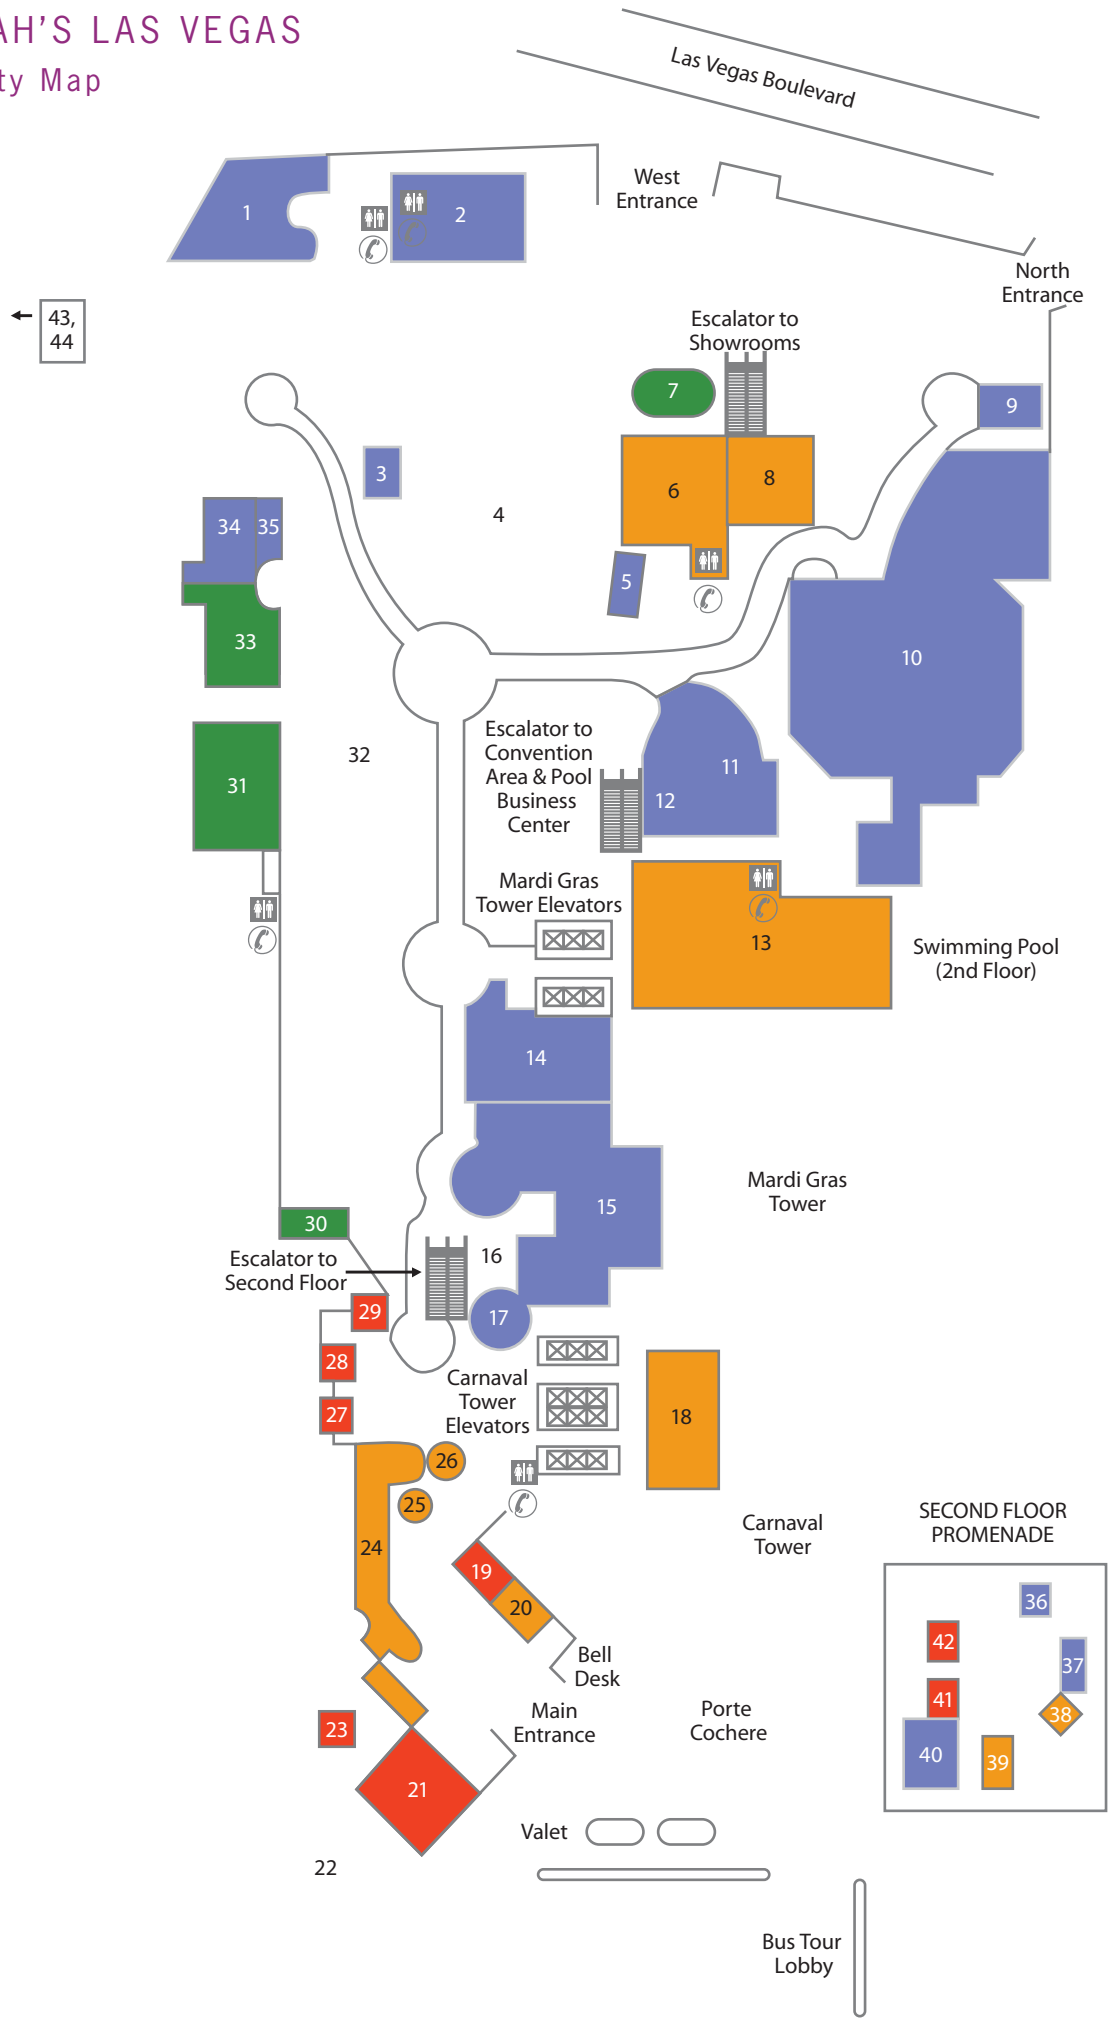 AH'S LAS VEGAS
ty Map
Las Vegas Boulevard
West
Entrance
1
2
North
Entrance
43,
44
Escalator to
Showrooms
7
9
3
6
8
4
34
35
5
33
10
32
Escalator to
Convention
Area & Pool
Business
Center
11
12
31
Mardi Gras
Tower Elevators
13
Swimming Pool
(2nd Floor)
14
Mardi Gras
Tower
15
30
16
Escalator to
Second Floor
29
17
28
Carnaval
Tower
Elevators
27
18
26
25
24
Carnaval
Tower
19
20
Bell
Desk
SECOND FLOOR
PROMENADE
36
42
37
41
38
40
39
Main
Entrance
Porte
Cochere
23
21
Valet
22
Bus Tour
Lobby